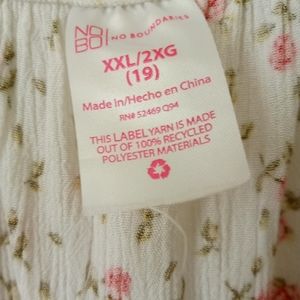 NO
BO
NO BOUNDARIES
XXL/2XG
(19)
Made in/Hecho en China
RN# 52469 Q94
THIS LABEL YARN IS MADE
OUT OF 100% RECYCLED
POLYESTER MATERIALS